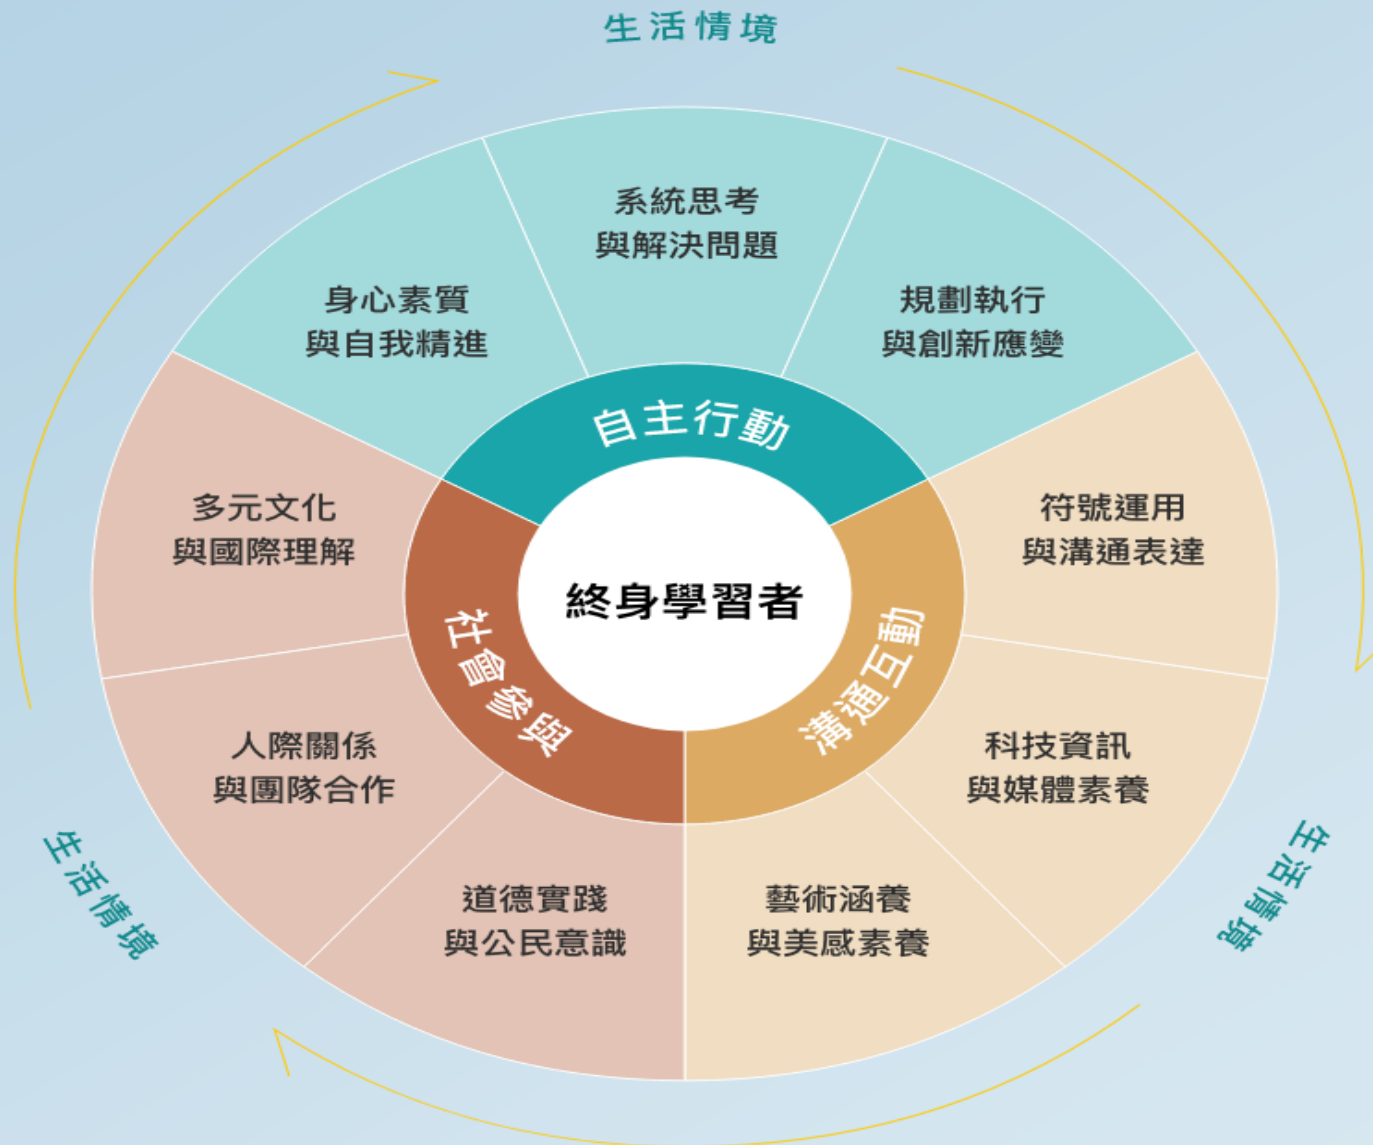 生活情境
系統思考
與解決問題
身心素質
與自我精進
規劃執行
與創新應變
自主行動
多元文化
與國際理解
符號運用
與溝通表達
終身學習者
社會參與
溝通互動
人際關係
與團隊合作
科技資訊
與媒體素養
道德實踐
與公民意識
藝術涵養
與美感素養
生活情境
生活情境